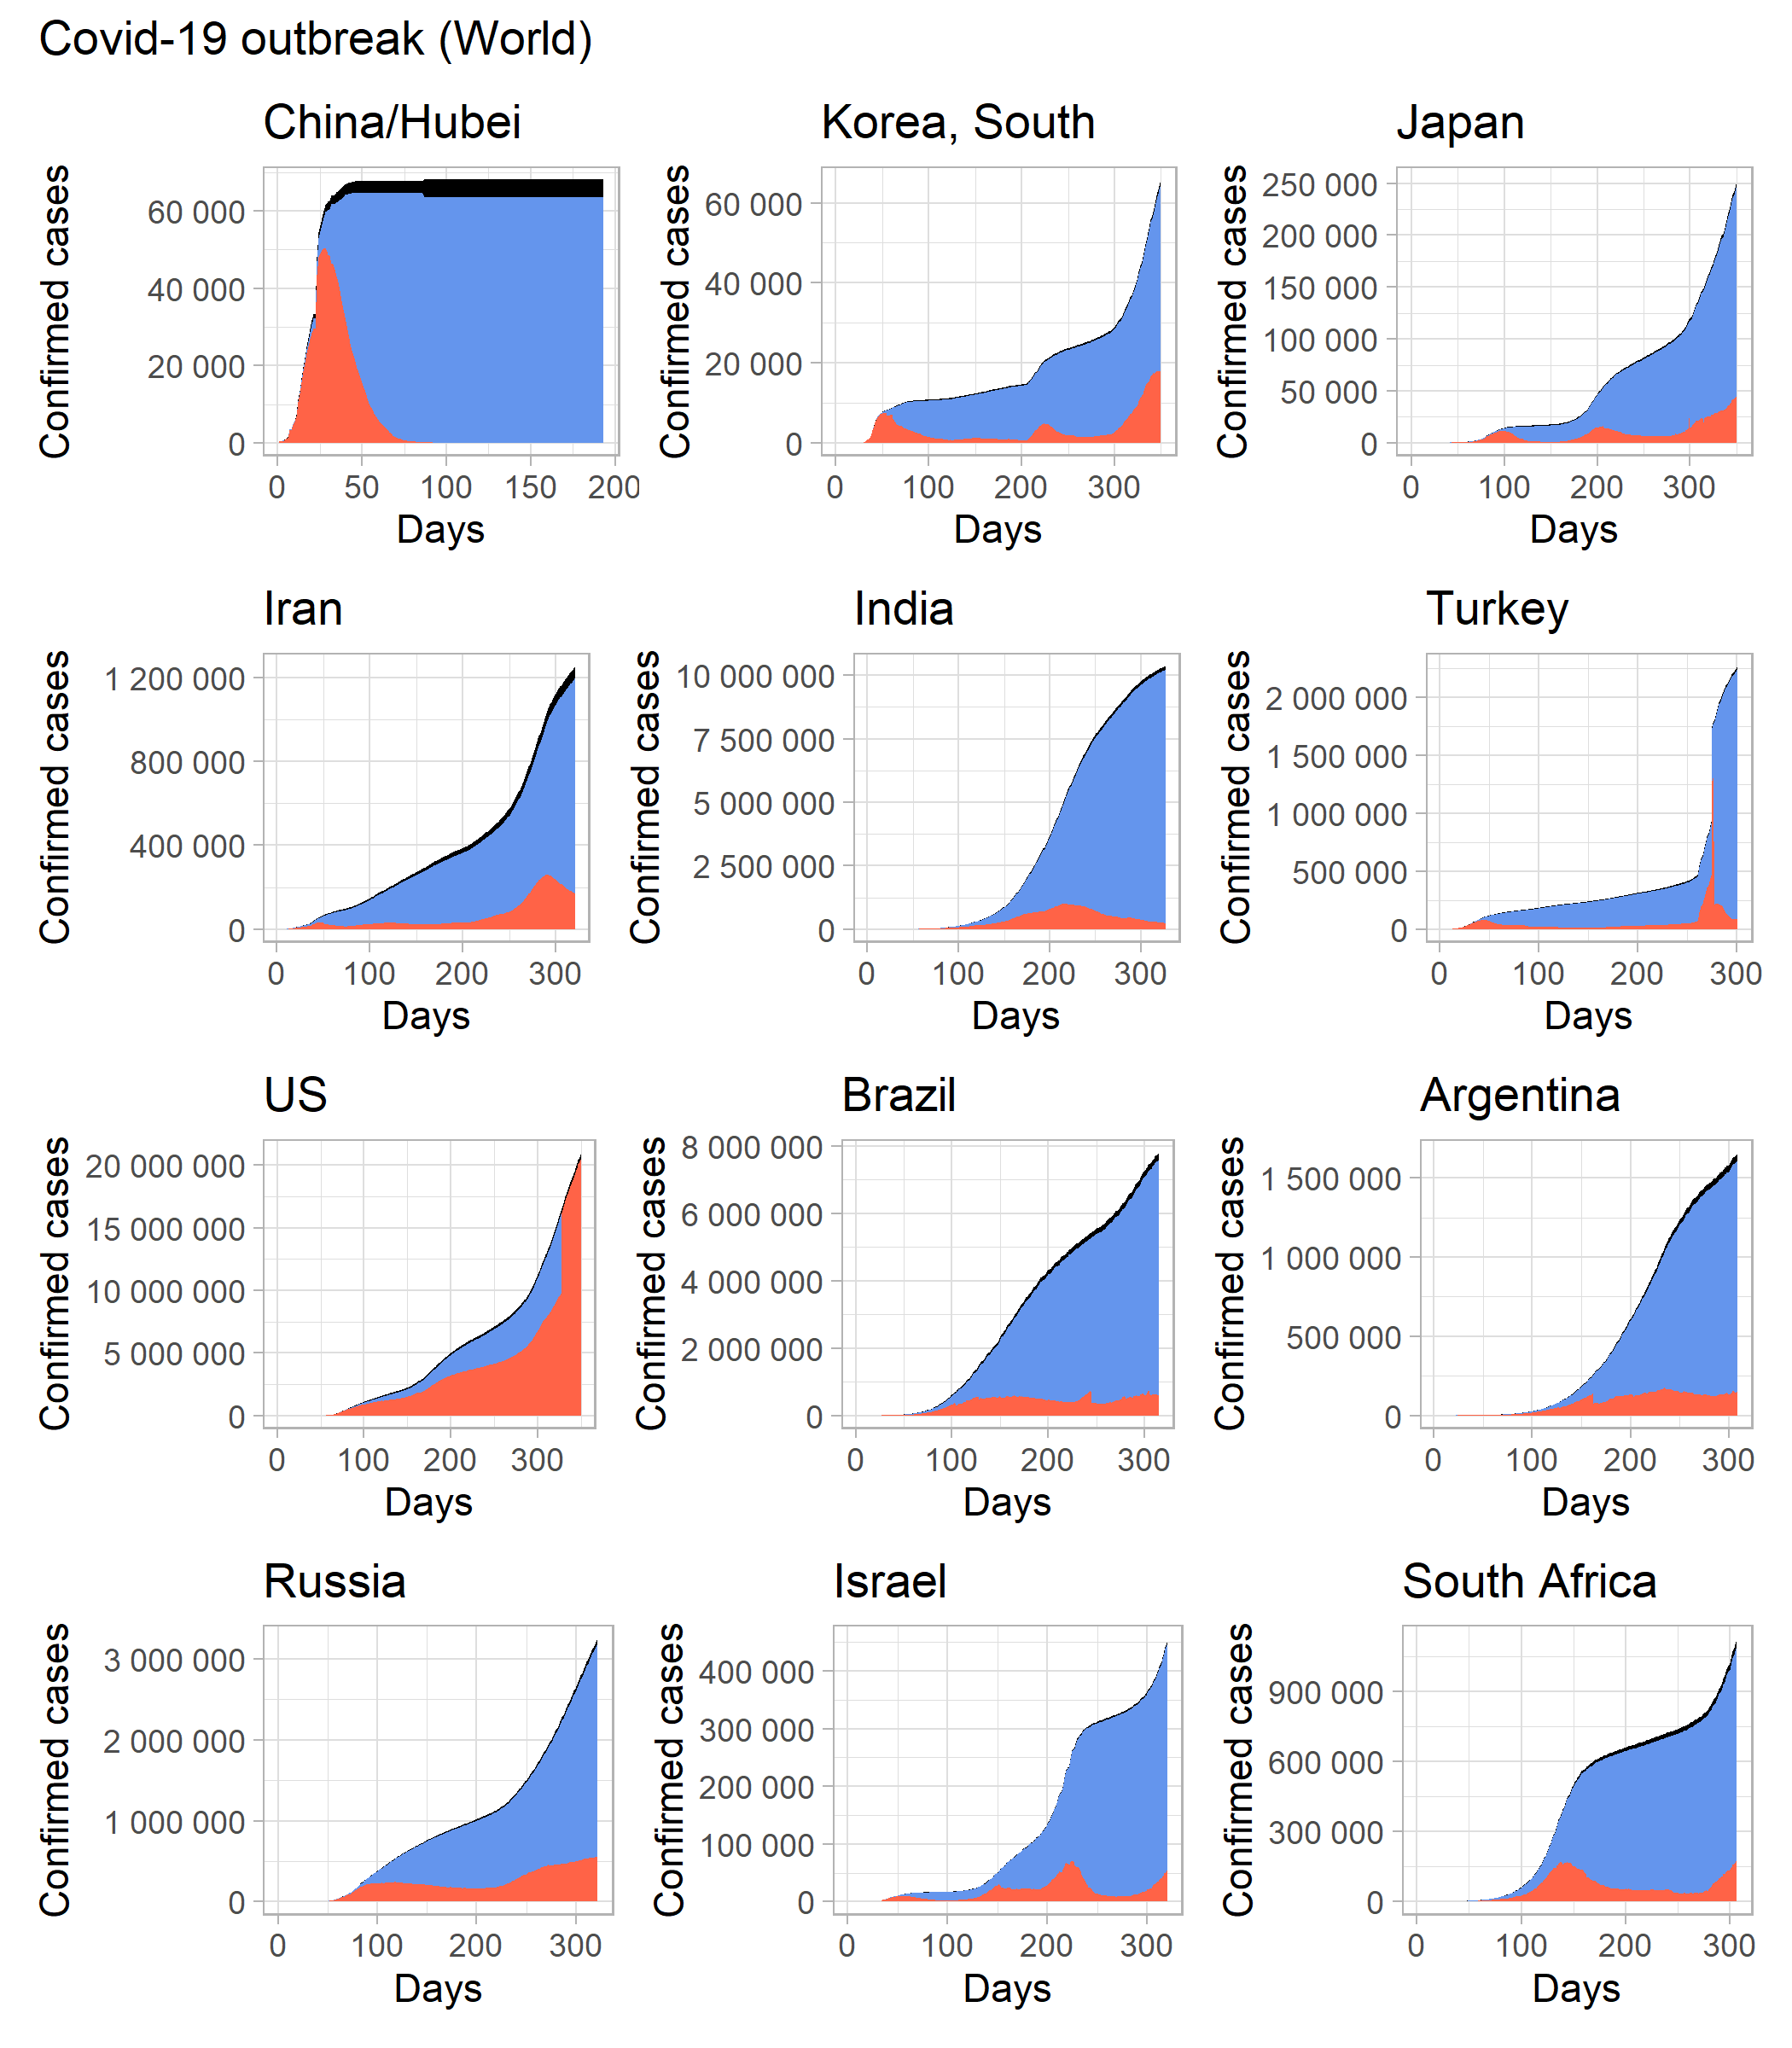 Covid-19 outbreak (World)
China/Hubei
Korea, South
Japan
Confirmed cases
60 000
40 000
20 000
0
0 50 100 150 200
Days
Confirmed cases
60 000
40 000
20 000
0
0 100 200 300
Days
Confirmed cases
250 000
200 000
150 000
100 000
50 000
0
0 100 200 300
Days
Iran
India
Turkey
Confirmed cases
1 200 000
800 000
400 000
0
0 100 200 300
Days
Confirmed cases
10 000 000
7 500 000
5 000 000
2 500 000
0
0 100 200 300
Days
Confirmed cases
2 000 000
1 500 000
1 000 000
500 000
0
0 100 200 300
Days
US
Brazil
Argentina
Confirmed cases
20 000 000
15 000 000
10 000 000
5 000 000
0
0 100 200 300
Days
Confirmed cases
8 000 000
6 000 000
4 000 000
2 000 000
0
0 100 200 300
Days
Confirmed cases
1 500 000
1 000 000
500 000
0
0 100 200 300
Days
Russia
Israel
South Africa
Confirmed cases
3 000 000
2 000 000
1 000 000
0
0 100 200 300
Days
Confirmed cases
400 000
300 000
200 000
100 000
0
0 100 200 300
Days
Confirmed cases
900 000
600 000
300 000
0
0 100 200 300
Days